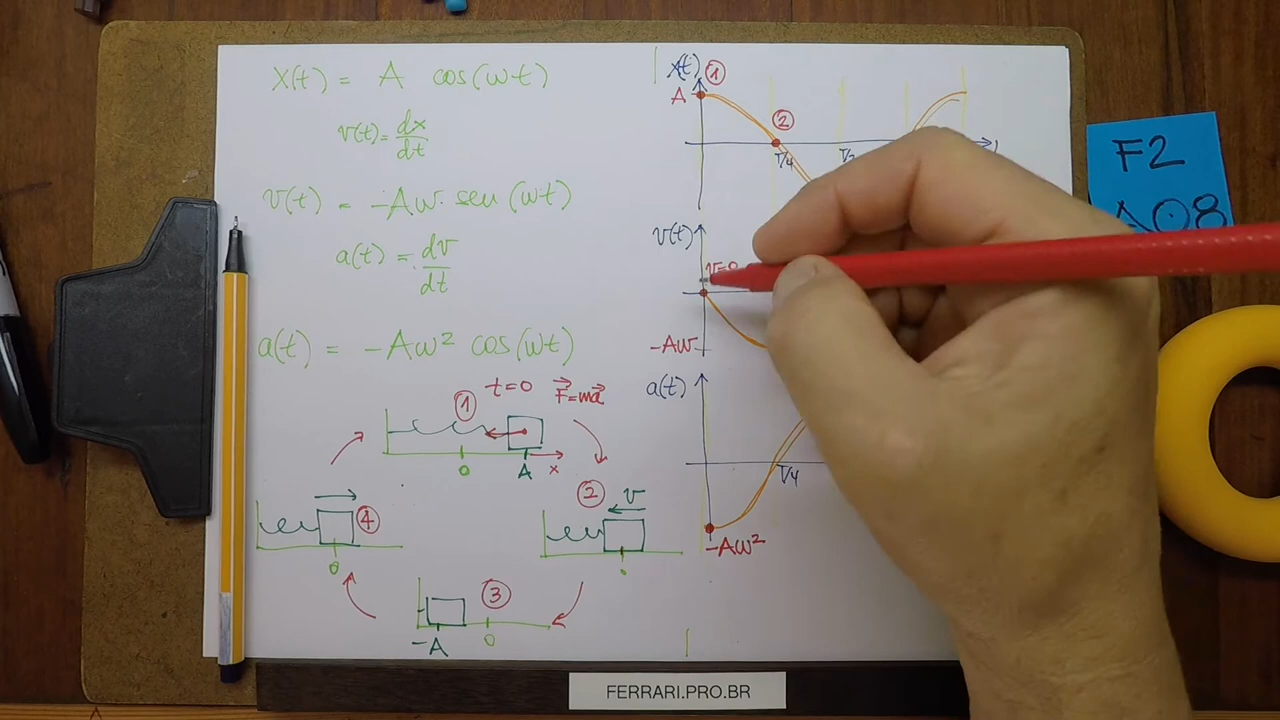 x(t) = A cos(ωt)
v(t) = dx/dt
v(t) = -Aω · sen(ωt)
a(t) = dv/dt
a(t) = -Aω² cos(ωt)
① t=0 F⃗=ma⃗
0 A x
② v
④
0
③
-A 0
x(t) ①
A
②
T/4
v(t)
v=0
-Aω
a(t)
T/4
-Aω²
F2
A08
FERRARI.PRO.BR